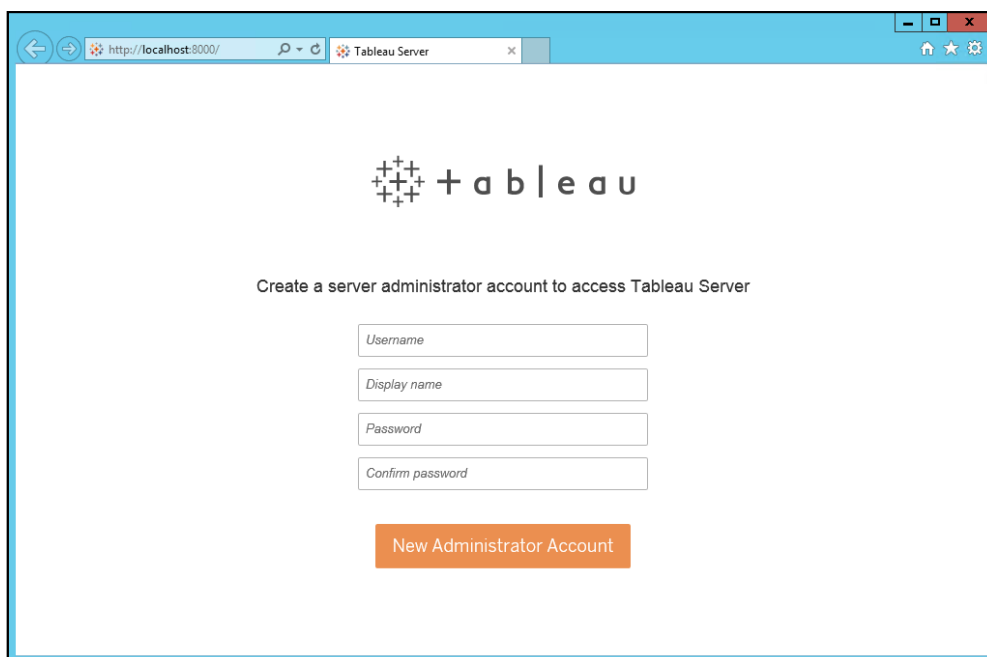 http://localhost:8000/ Tableau Server
+ a b | e a u
Create a server administrator account to access Tableau Server
Username
Display name
Password
Confirm password
New Administrator Account